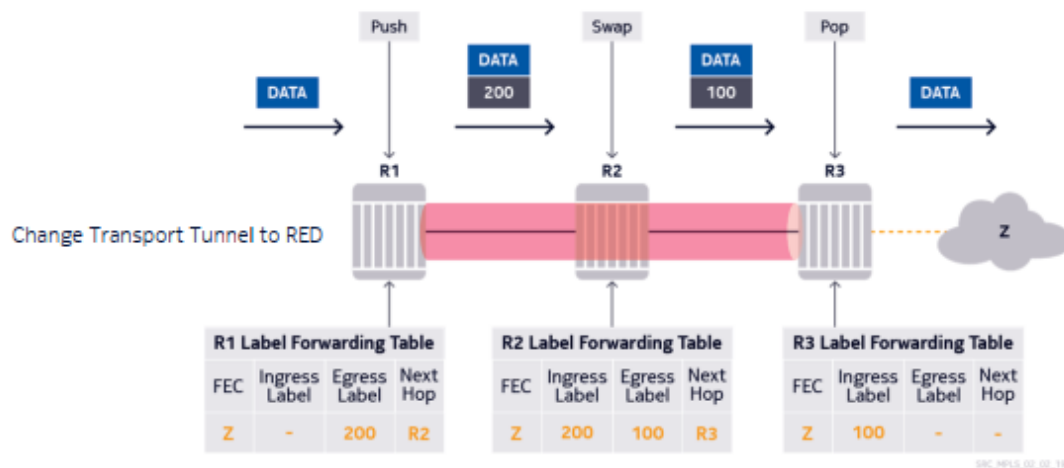 Push
Swap
Pop
DATA
DATA
200
DATA
100
DATA
R1
R2
R3
Change Transport Tunnel to RED
Z
R1 Label Forwarding Table
FEC Ingress Label Egress Label Next Hop
Z - 200 R2
R2 Label Forwarding Table
FEC Ingress Label Egress Label Next Hop
Z 200 100 R3
R3 Label Forwarding Table
FEC Ingress Label Egress Label Next Hop
Z 100 - -